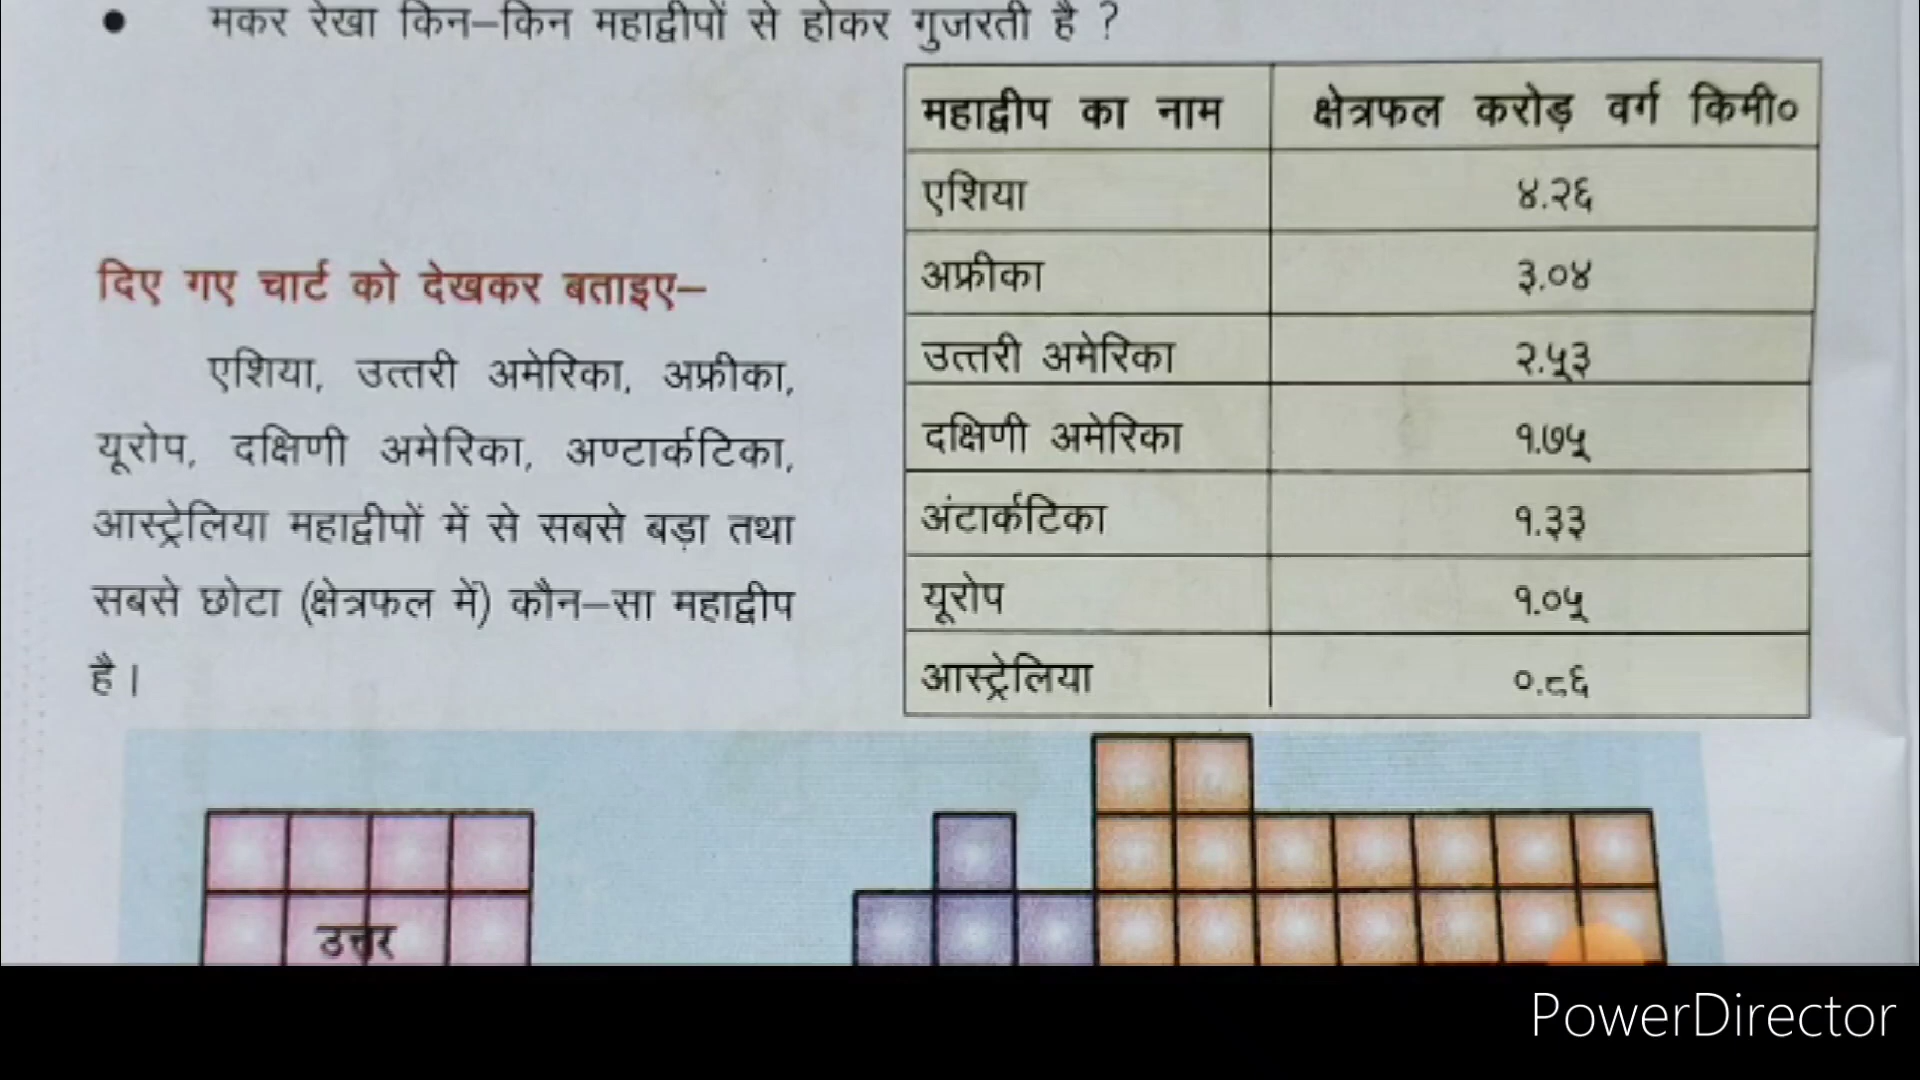 • मकर रेखा किन–किन महाद्वीपों से होकर गुजरती है ?
महाद्वीप का नाम क्षेत्रफल करोड़ वर्ग किमी०
एशिया ४.२६
अफ्रीका ३.०४
उत्तरी अमेरिका २.५३
दक्षिणी अमेरिका १.७५
अंटार्कटिका १.३३
यूरोप १.०५
आस्ट्रेलिया ०.८६
दिए गए चार्ट को देखकर बताइए–
एशिया, उत्तरी अमेरिका, अफ्रीका,
यूरोप, दक्षिणी अमेरिका, अण्टार्कटिका,
आस्ट्रेलिया महाद्वीपों में से सबसे बड़ा तथा
सबसे छोटा (क्षेत्रफल में) कौन–सा महाद्वीप
है।
उत्तर
PowerDirector